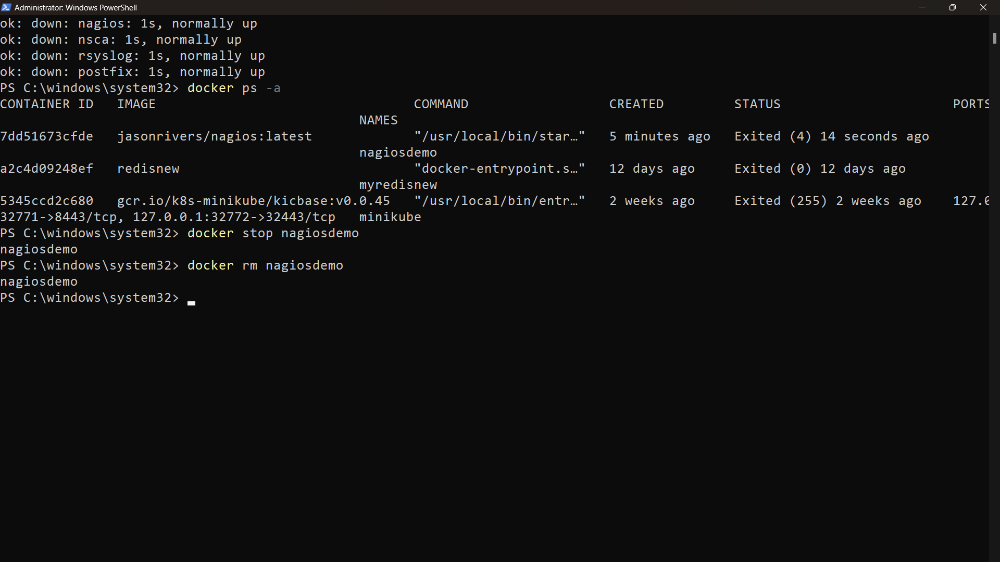 Administrator: Windows PowerShell
ok: down: nagios: 1s, normally up
ok: down: nsca: 1s, normally up
ok: down: rsyslog: 1s, normally up
ok: down: postfix: 1s, normally up
PS C:\windows\system32> docker ps -a
CONTAINER ID   IMAGE                                 COMMAND                  CREATED         STATUS                      PORTS
                                              NAMES
7dd51673cfde   jasonrivers/nagios:latest             "/usr/local/bin/star…"   5 minutes ago   Exited (4) 14 seconds ago
                                              nagiosdemo
a2c4d09248ef   redisnew                              "docker-entrypoint.s…"   12 days ago     Exited (0) 12 days ago
                                              myredisnew
5345ccd2c680   gcr.io/k8s-minikube/kicbase:v0.0.45   "/usr/local/bin/entr…"   2 weeks ago     Exited (255) 2 weeks ago    127.0
32771->8443/tcp, 127.0.0.1:32772->32443/tcp   minikube
PS C:\windows\system32> docker stop nagiosdemo
nagiosdemo
PS C:\windows\system32> docker rm nagiosdemo
nagiosdemo
PS C:\windows\system32>